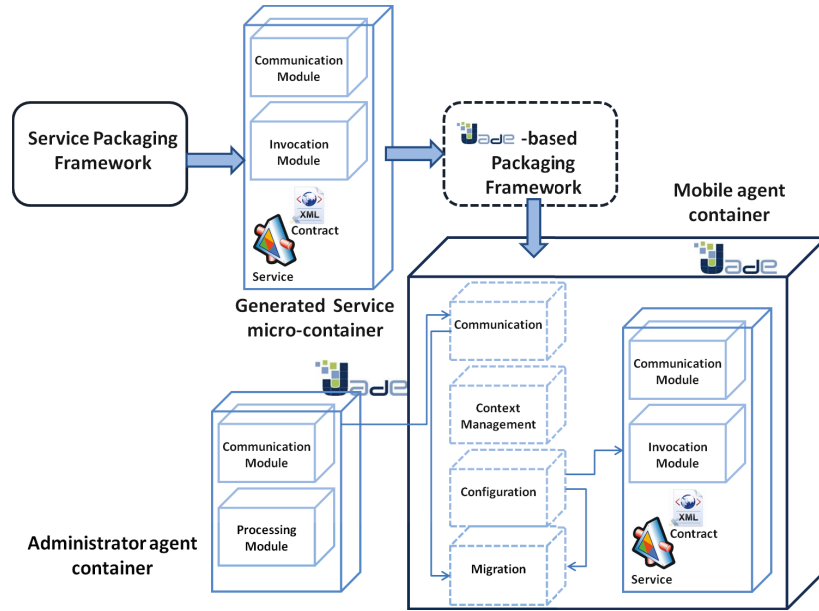 Communication
Module
Service Packaging
Framework
Invocation
Module
Jade -based
Packaging
Framework
XML
Contract
Service
Generated Service
micro-container
Mobile agent
container
Jade
Communication
Communication
Module
Context
Management
Invocation
Module
Configuration
XML
Contract
Service
Migration
Jade
Communication
Module
Processing
Module
Administrator agent
container